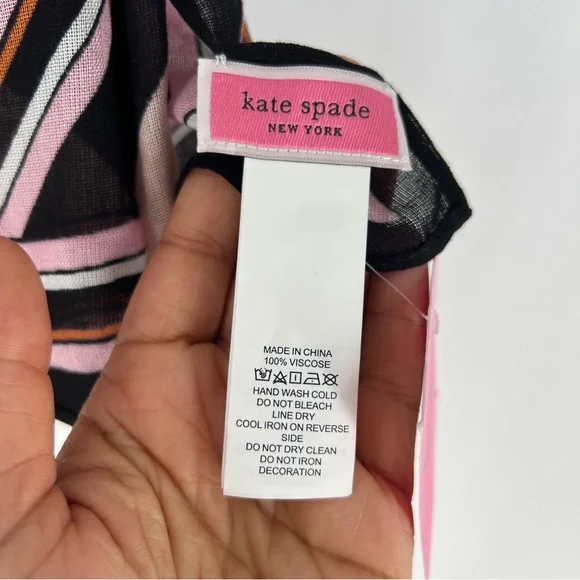 kate spade
NEW YORK
MADE IN CHINA
100% VISCOSE
HAND WASH COLD
DO NOT BLEACH
LINE DRY
COOL IRON ON REVERSE
SIDE
DO NOT DRY CLEAN
DO NOT IRON
DECORATION